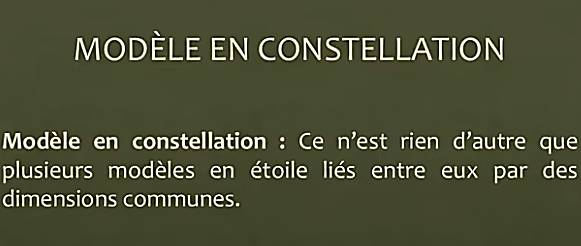 MODÈLE EN CONSTELLATION
Modèle en constellation : Ce n’est rien d’autre que
plusieurs modèles en étoile liés entre eux par des
dimensions communes.